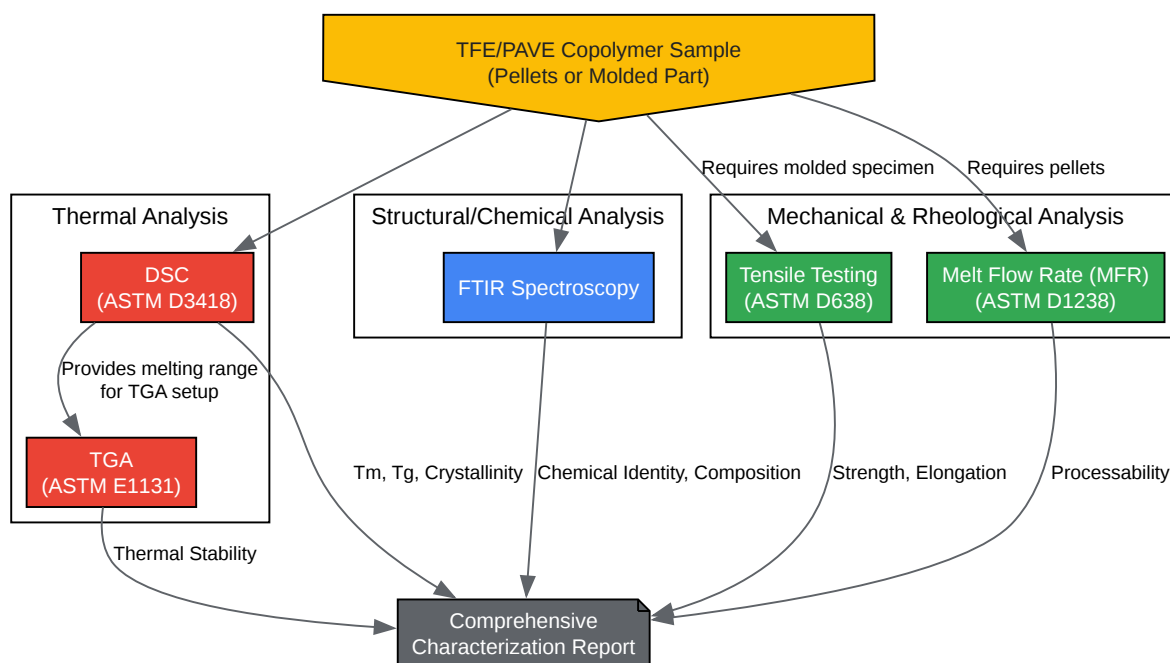 TFE/PAVE Copolymer Sample
(Pellets or Molded Part)
Requires molded specimen
Requires pellets
Thermal Analysis
Structural/Chemical Analysis
Mechanical & Rheological Analysis
DSC
(ASTM D3418)
FTIR Spectroscopy
Tensile Testing
(ASTM D638)
Melt Flow Rate (MFR)
(ASTM D1238)
Provides melting range
for TGA setup
TGA
(ASTM E1131)
Tm, Tg, Crystallinity
Chemical Identity, Composition
Strength, Elongation
Processability
Thermal Stability
Comprehensive
Characterization Report